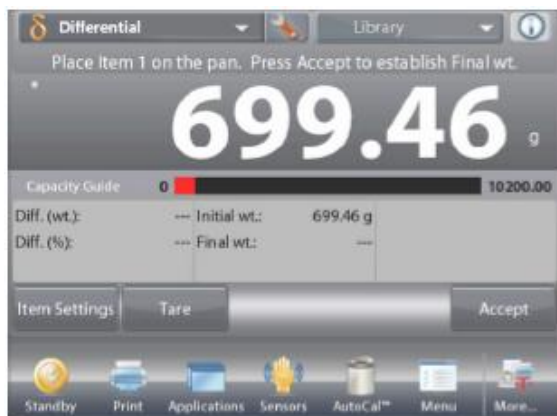 δ Differential Library
Place Item 1 on the pan. Press Accept to establish Final wt.
* 699.46 g
Capacity Guide 0 10200.00
Diff. (wt.): --- Initial wt.: 699.46 g
Diff. (%): --- Final wt.: ---
Item Settings Tare Accept
Standby Print Applications Sensors AutoCal™ Menu More...